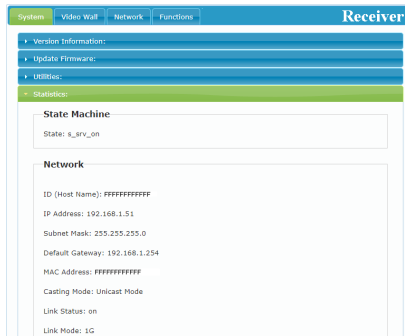 System Video Wall Network Functions Receiver
Version Information:
Update Firmware:
Utilities:
Statistics:
State Machine
State: s_srv_on
Network
ID (Host Name): FFFFFFFFFFFF
IP Address: 192.168.1.51
Subnet Mask: 255.255.255.0
Default Gateway: 192.168.1.254
MAC Address: FFFFFFFFFFFF
Casting Mode: Unicast Mode
Link Status: on
Link Mode: 1G